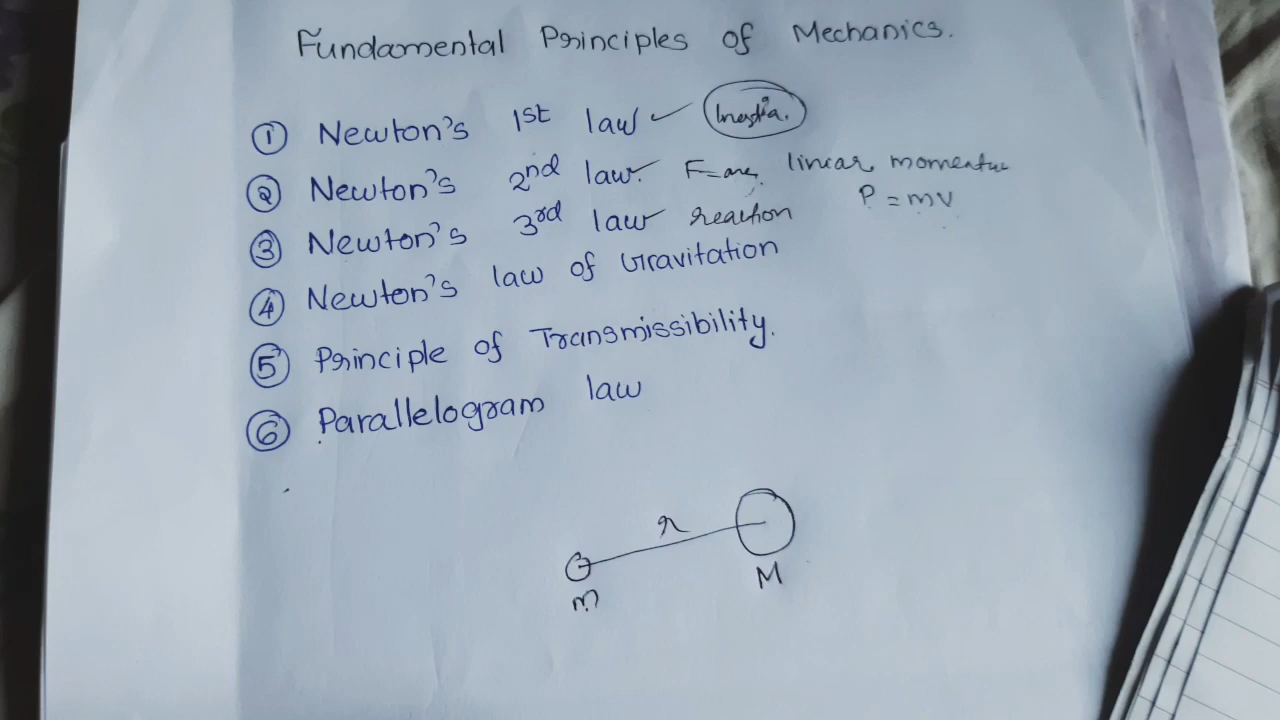 Fundamental Principles of Mechanics.
① Newton's 1st law ✓ Inertia.
② Newton's 2nd law. F=ma. linear momentu
P=mv
③ Newton's 3rd law reaction
④ Newton's law of Gravitation
⑤ Principle of Transmissibility.
⑥ Parallelogram law
r
m
M